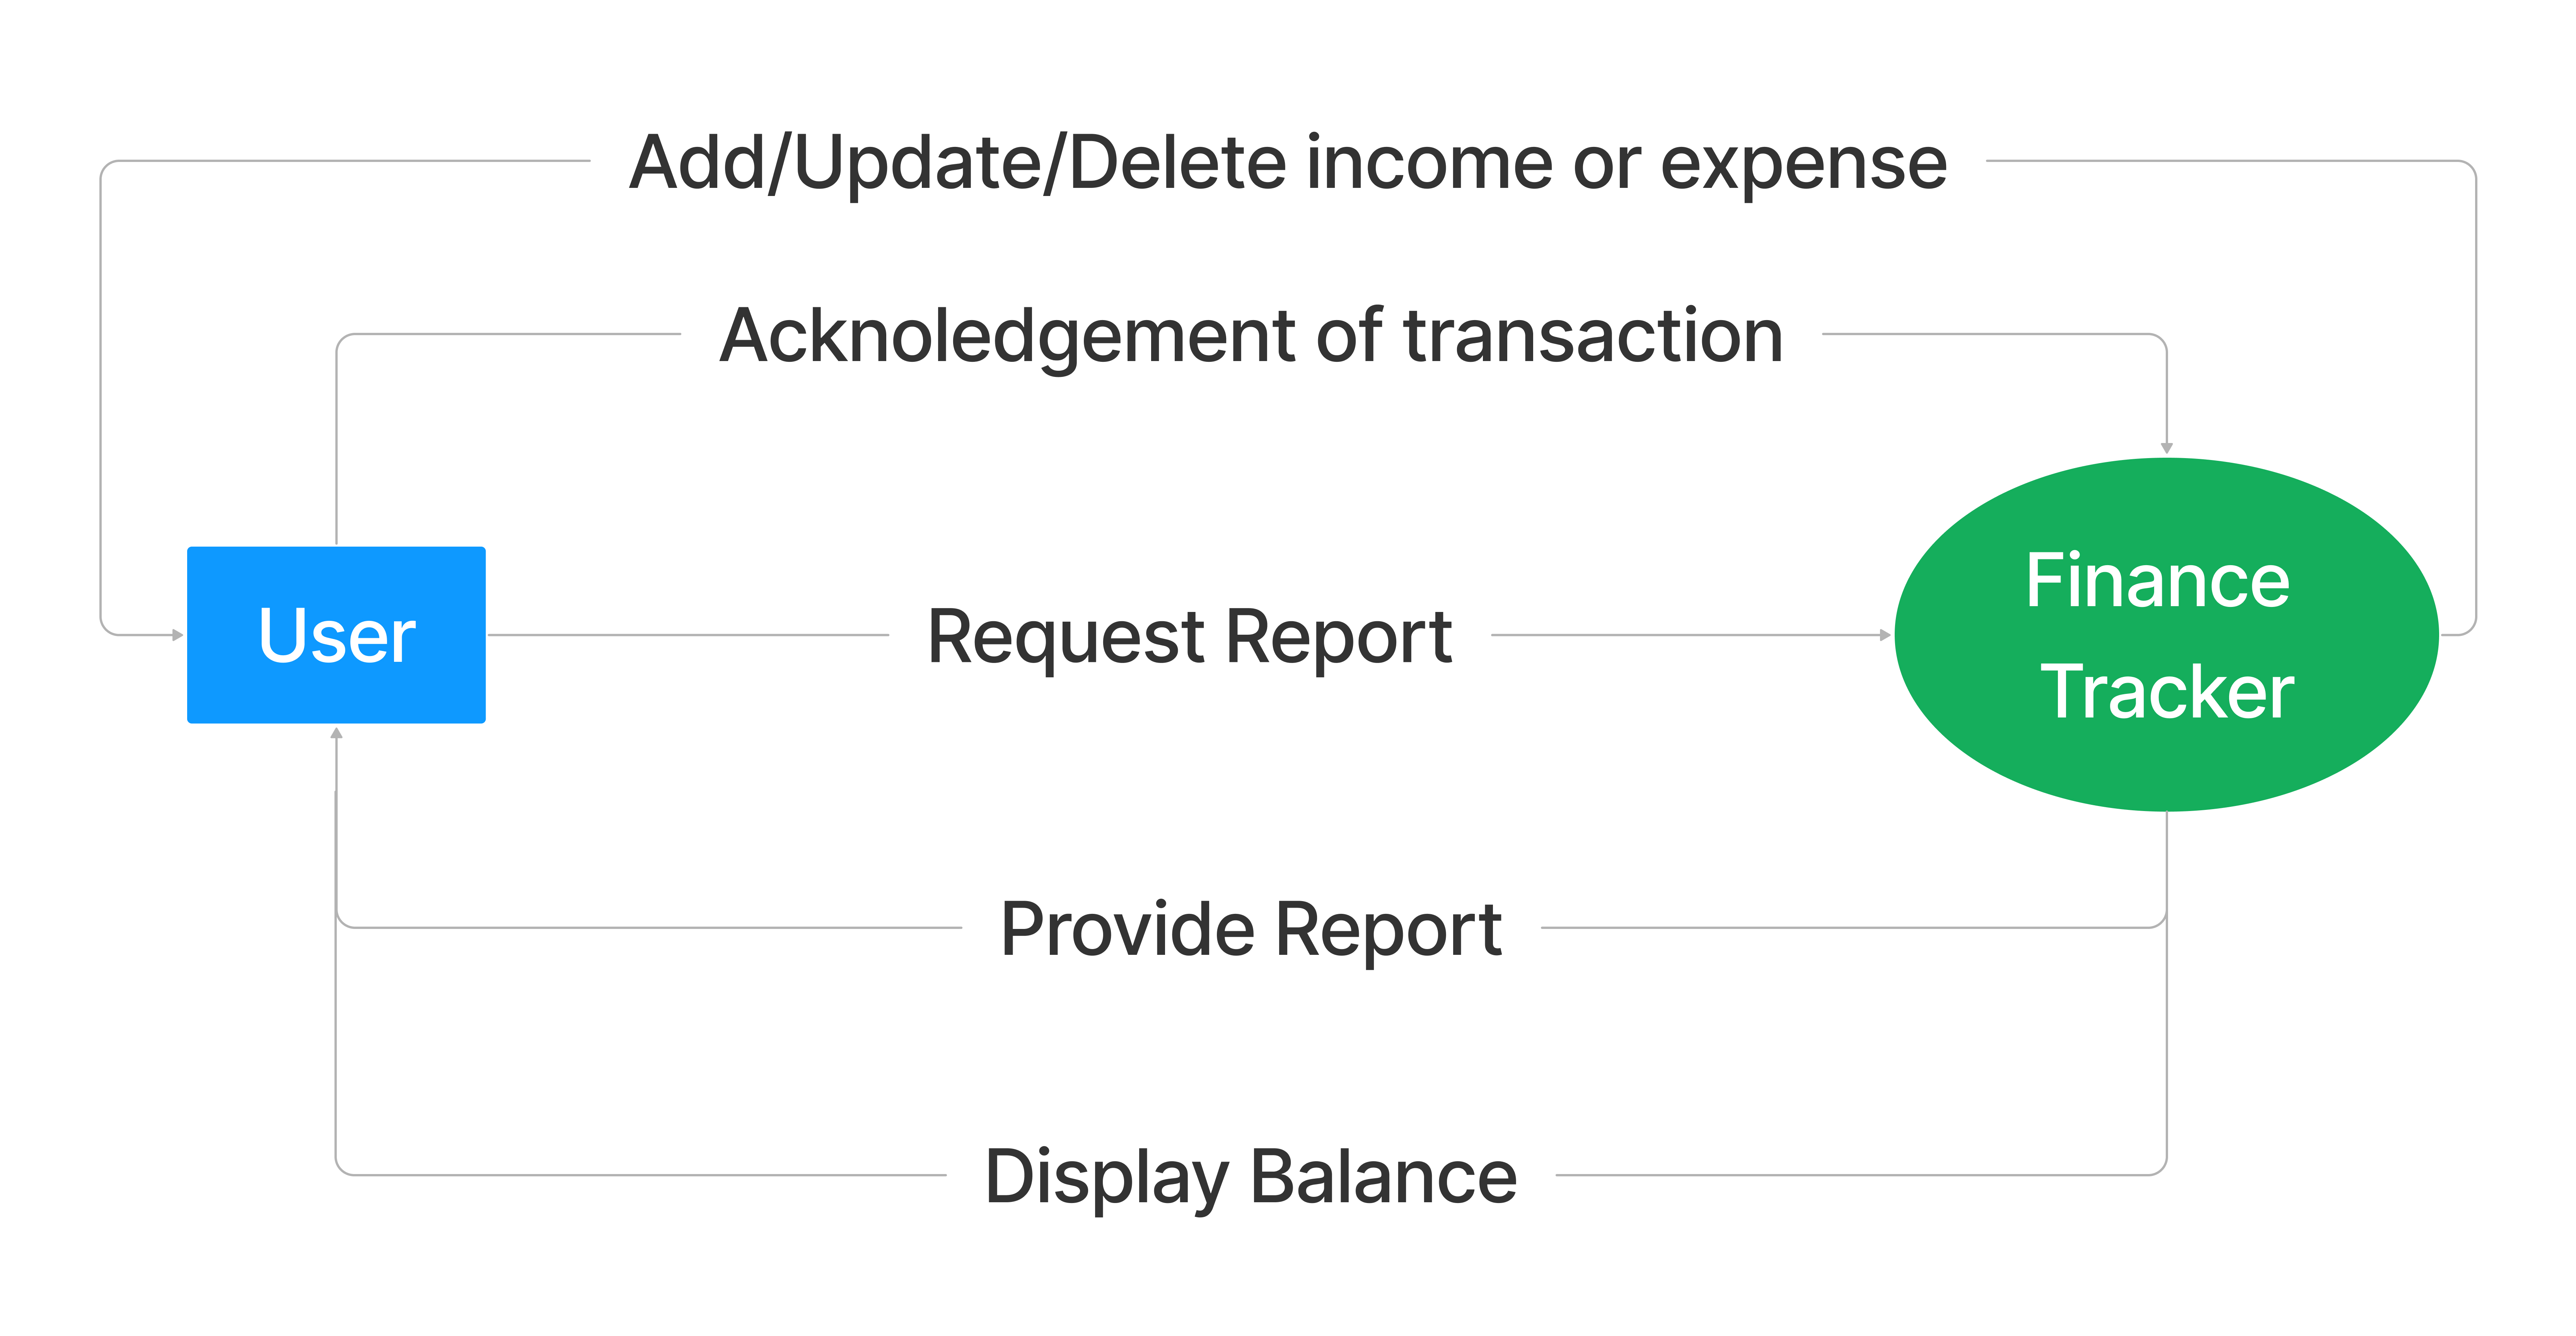 Add/Update/Delete income or expense
Acknoledgement of transaction
User
Request Report
Finance
Tracker
Provide Report
Display Balance